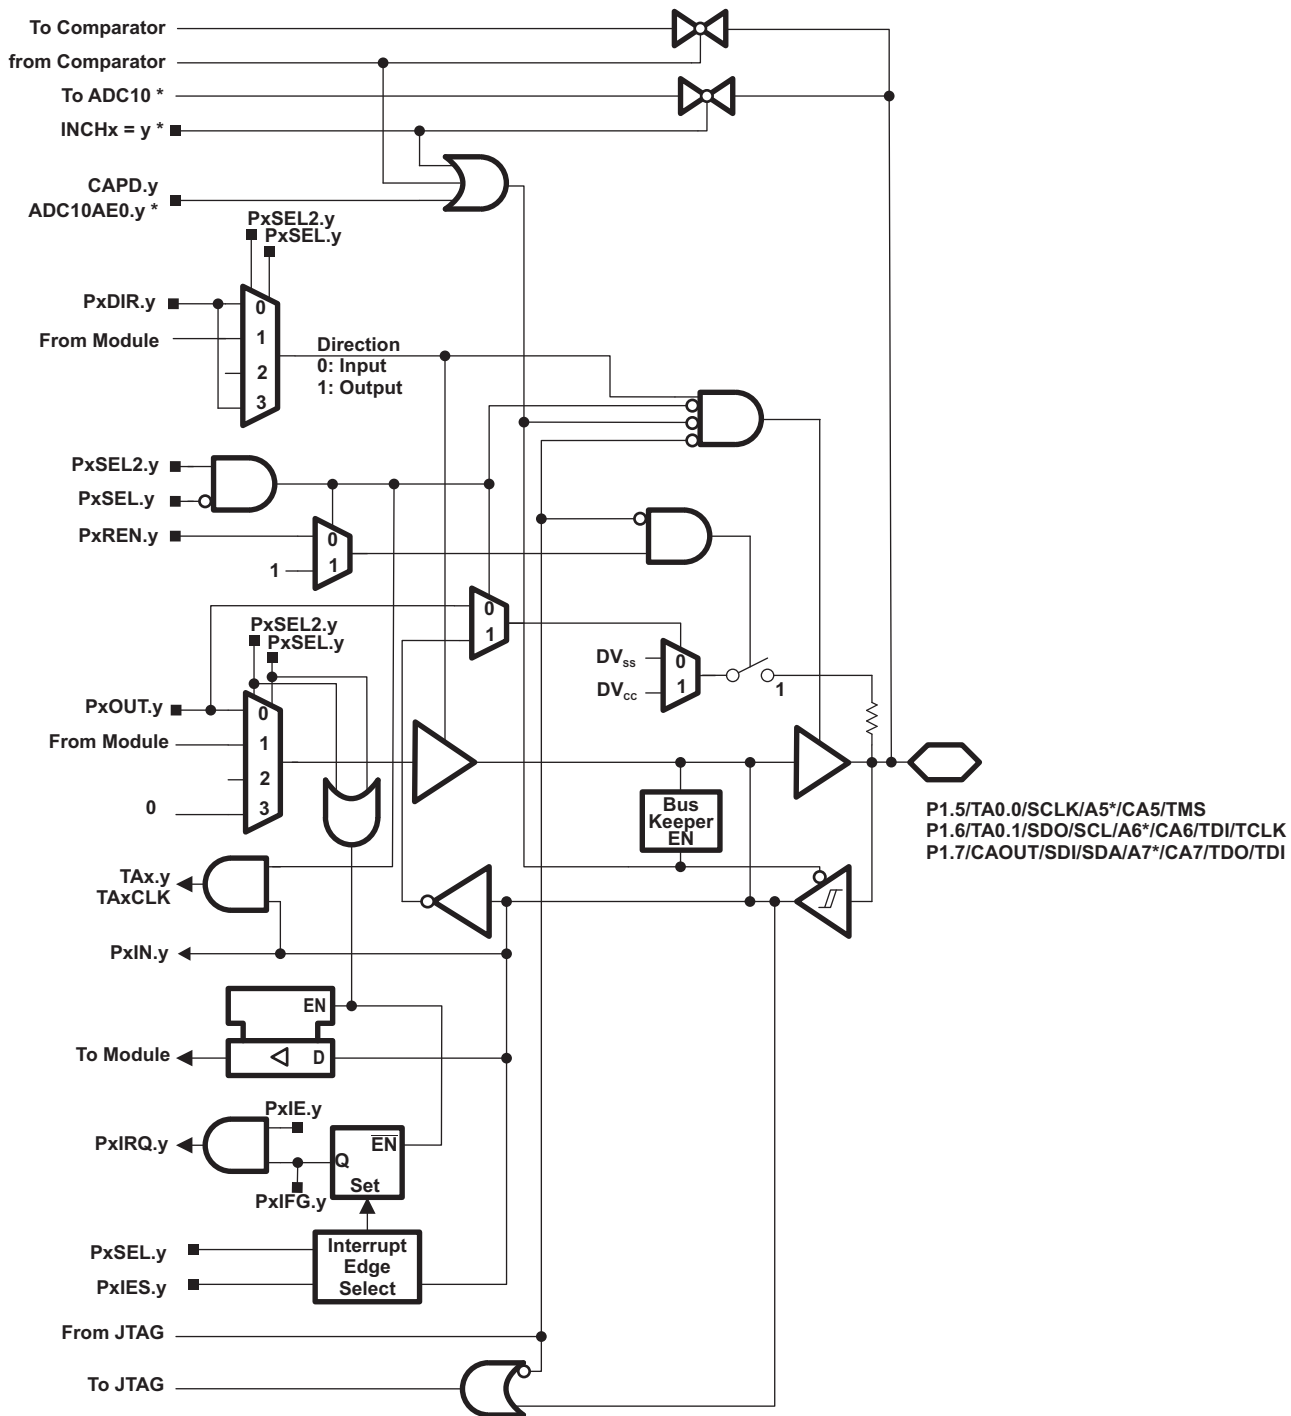 To Comparator
from Comparator
To ADC10 *
INCHx = y *
CAPD.y
ADC10AE0.y *
PxSEL2.y
PxSEL.y
PxDIR.y
0
From Module
1
2
3
Direction
0: Input
1: Output
PxSEL2.y
PxSEL.y
PxREN.y
0
1
1
0
1
PxSEL2.y
PxSEL.y
DVSS
0
DVCC
1
1
PxOUT.y
0
From Module
1
2
0
3
Bus
Keeper
EN
P1.5/TA0.0/SCLK/A5*/CA5/TMS
P1.6/TA0.1/SDO/SCL/A6*/CA6/TDI/TCLK
P1.7/CAOUT/SDI/SDA/A7*/CA7/TDO/TDI
TAx.y
TAxCLK
PxIN.y
EN
To Module
D
PxIE.y
PxIRQ.y
EN
Q
Set
PxIFG.y
PxSEL.y
PxIES.y
Interrupt
Edge
Select
From JTAG
To JTAG